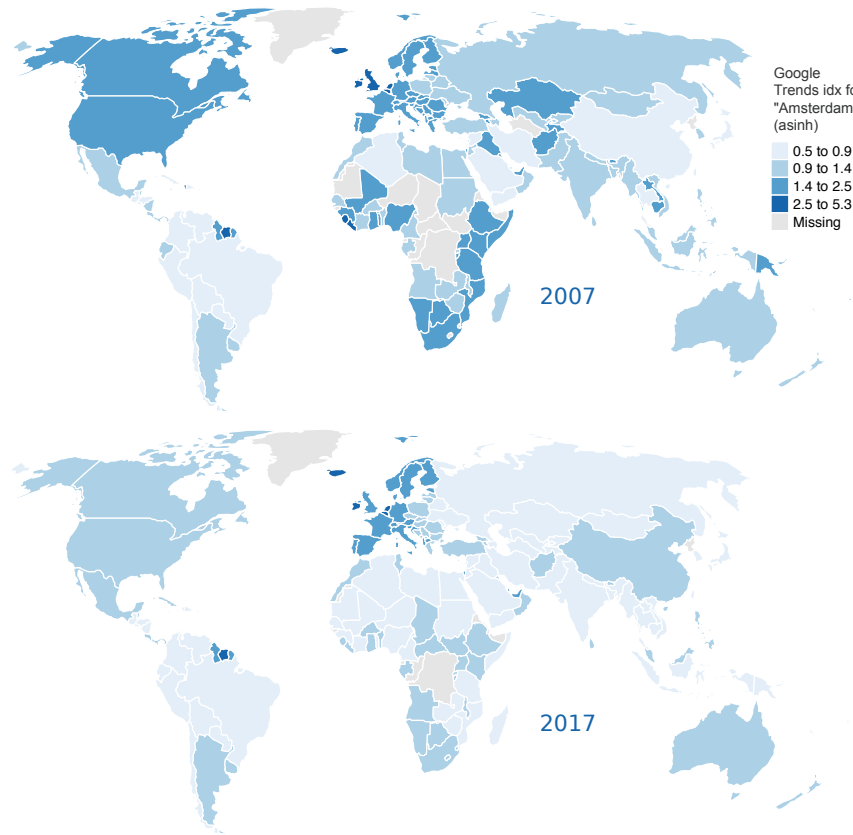 Google
Trends idx fo
"Amsterdam
(asinh)
0.5 to 0.9
0.9 to 1.4
1.4 to 2.5
2.5 to 5.3
Missing
2007
2017